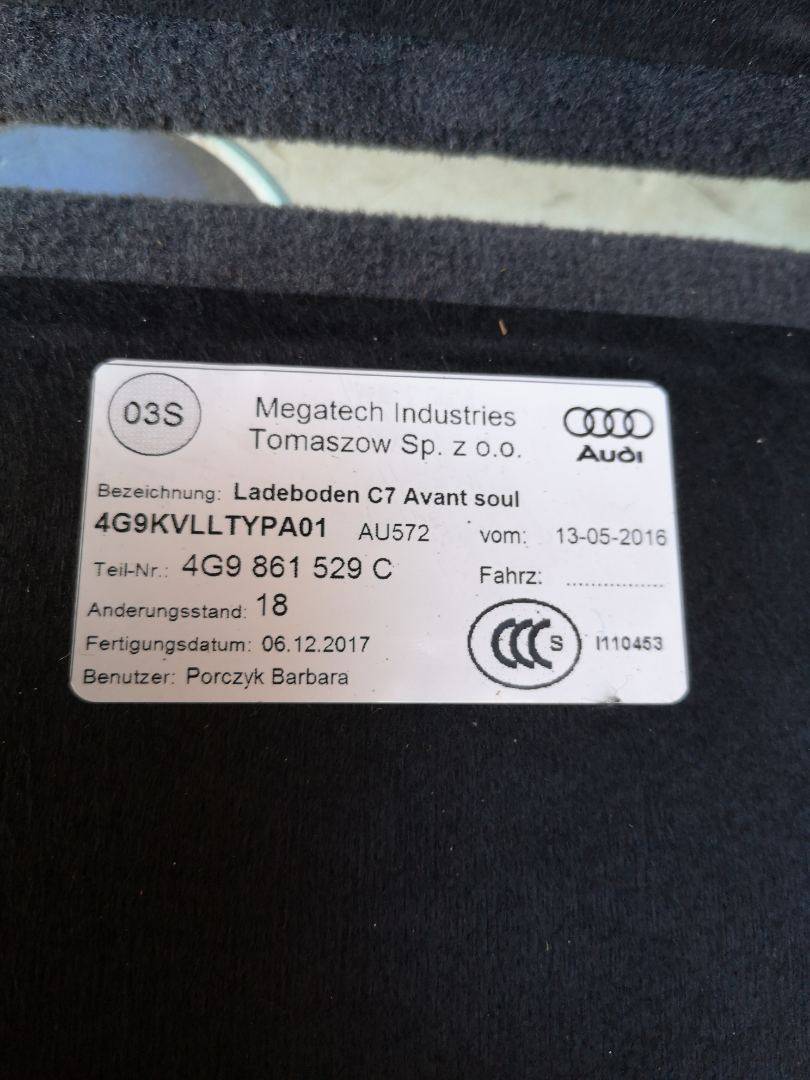 03S
Megatech Industries
Tomaszow Sp. z o.o.
Audi
Bezeichnung: Ladeboden C7 Avant soul
4G9KVLLTYPA01 AU572 vom: 13-05-2016
Teil-Nr.: 4G9 861 529 C Fahrz: ................
Anderungsstand: 18
Fertigungsdatum: 06.12.2017
CCC S I110453
Benutzer: Porczyk Barbara